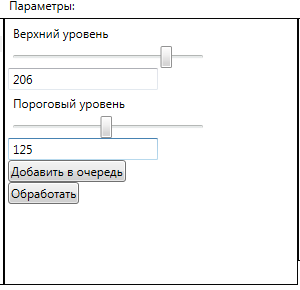 Параметры:
Верхний уровень
206
Пороговый уровень
125
Добавить в очередь
Обработать